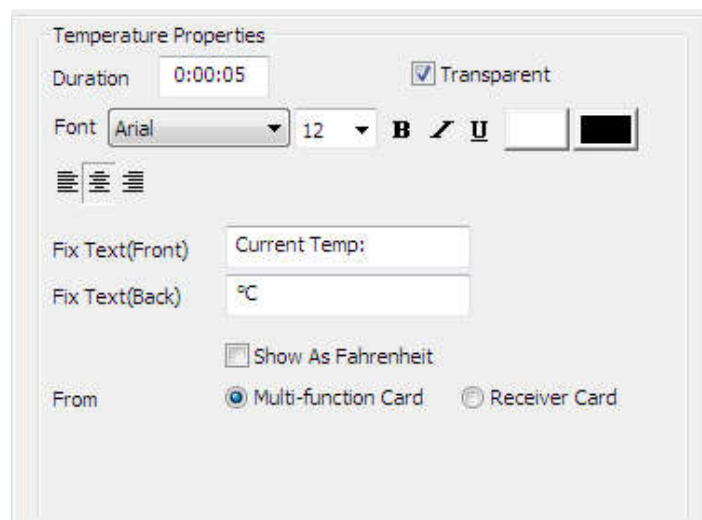 Temperature Properties
Duration 0:00:05 Transparent
Font Arial 12 B I U
Fix Text(Front) Current Temp:
Fix Text(Back) ºC
Show As Fahrenheit
From Multi-function Card Receiver Card